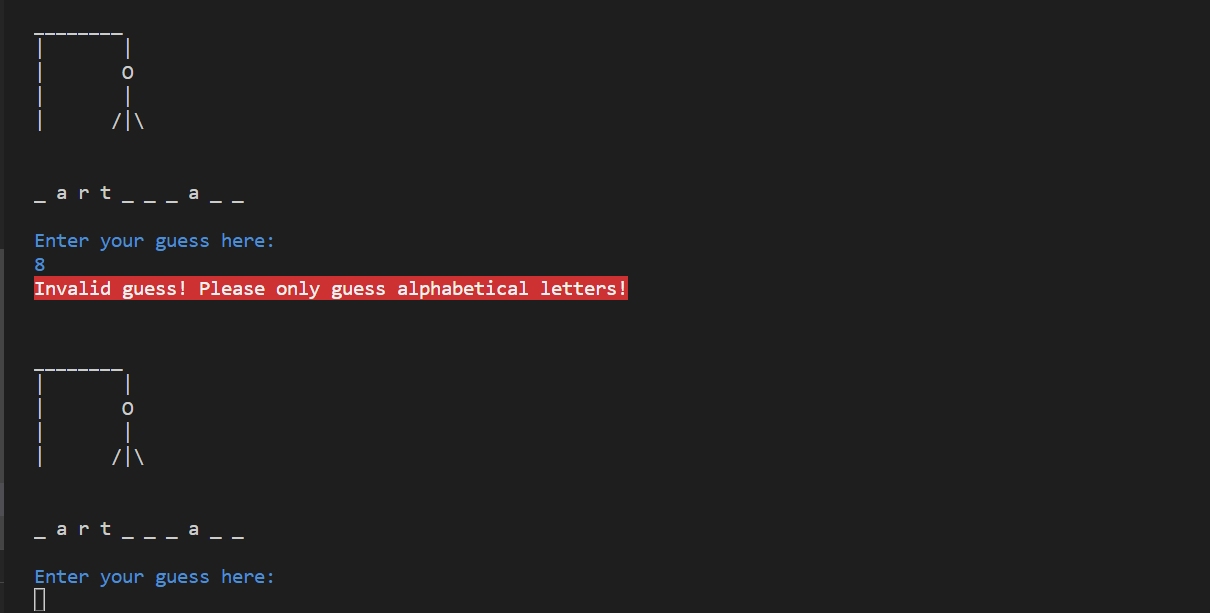 ________
|       |
|       O
|       |
|      /|\
_ a r t _ _ _ a _ _
Enter your guess here:
8
Invalid guess! Please only guess alphabetical letters!
________
|       |
|       O
|       |
|      /|\
_ a r t _ _ _ a _ _
Enter your guess here: